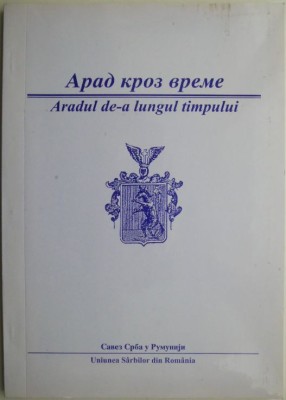 Арад кроз време
Aradul de-a lungul timpului
Савез Срба у Румунији
Uniunea Sârbilor din România